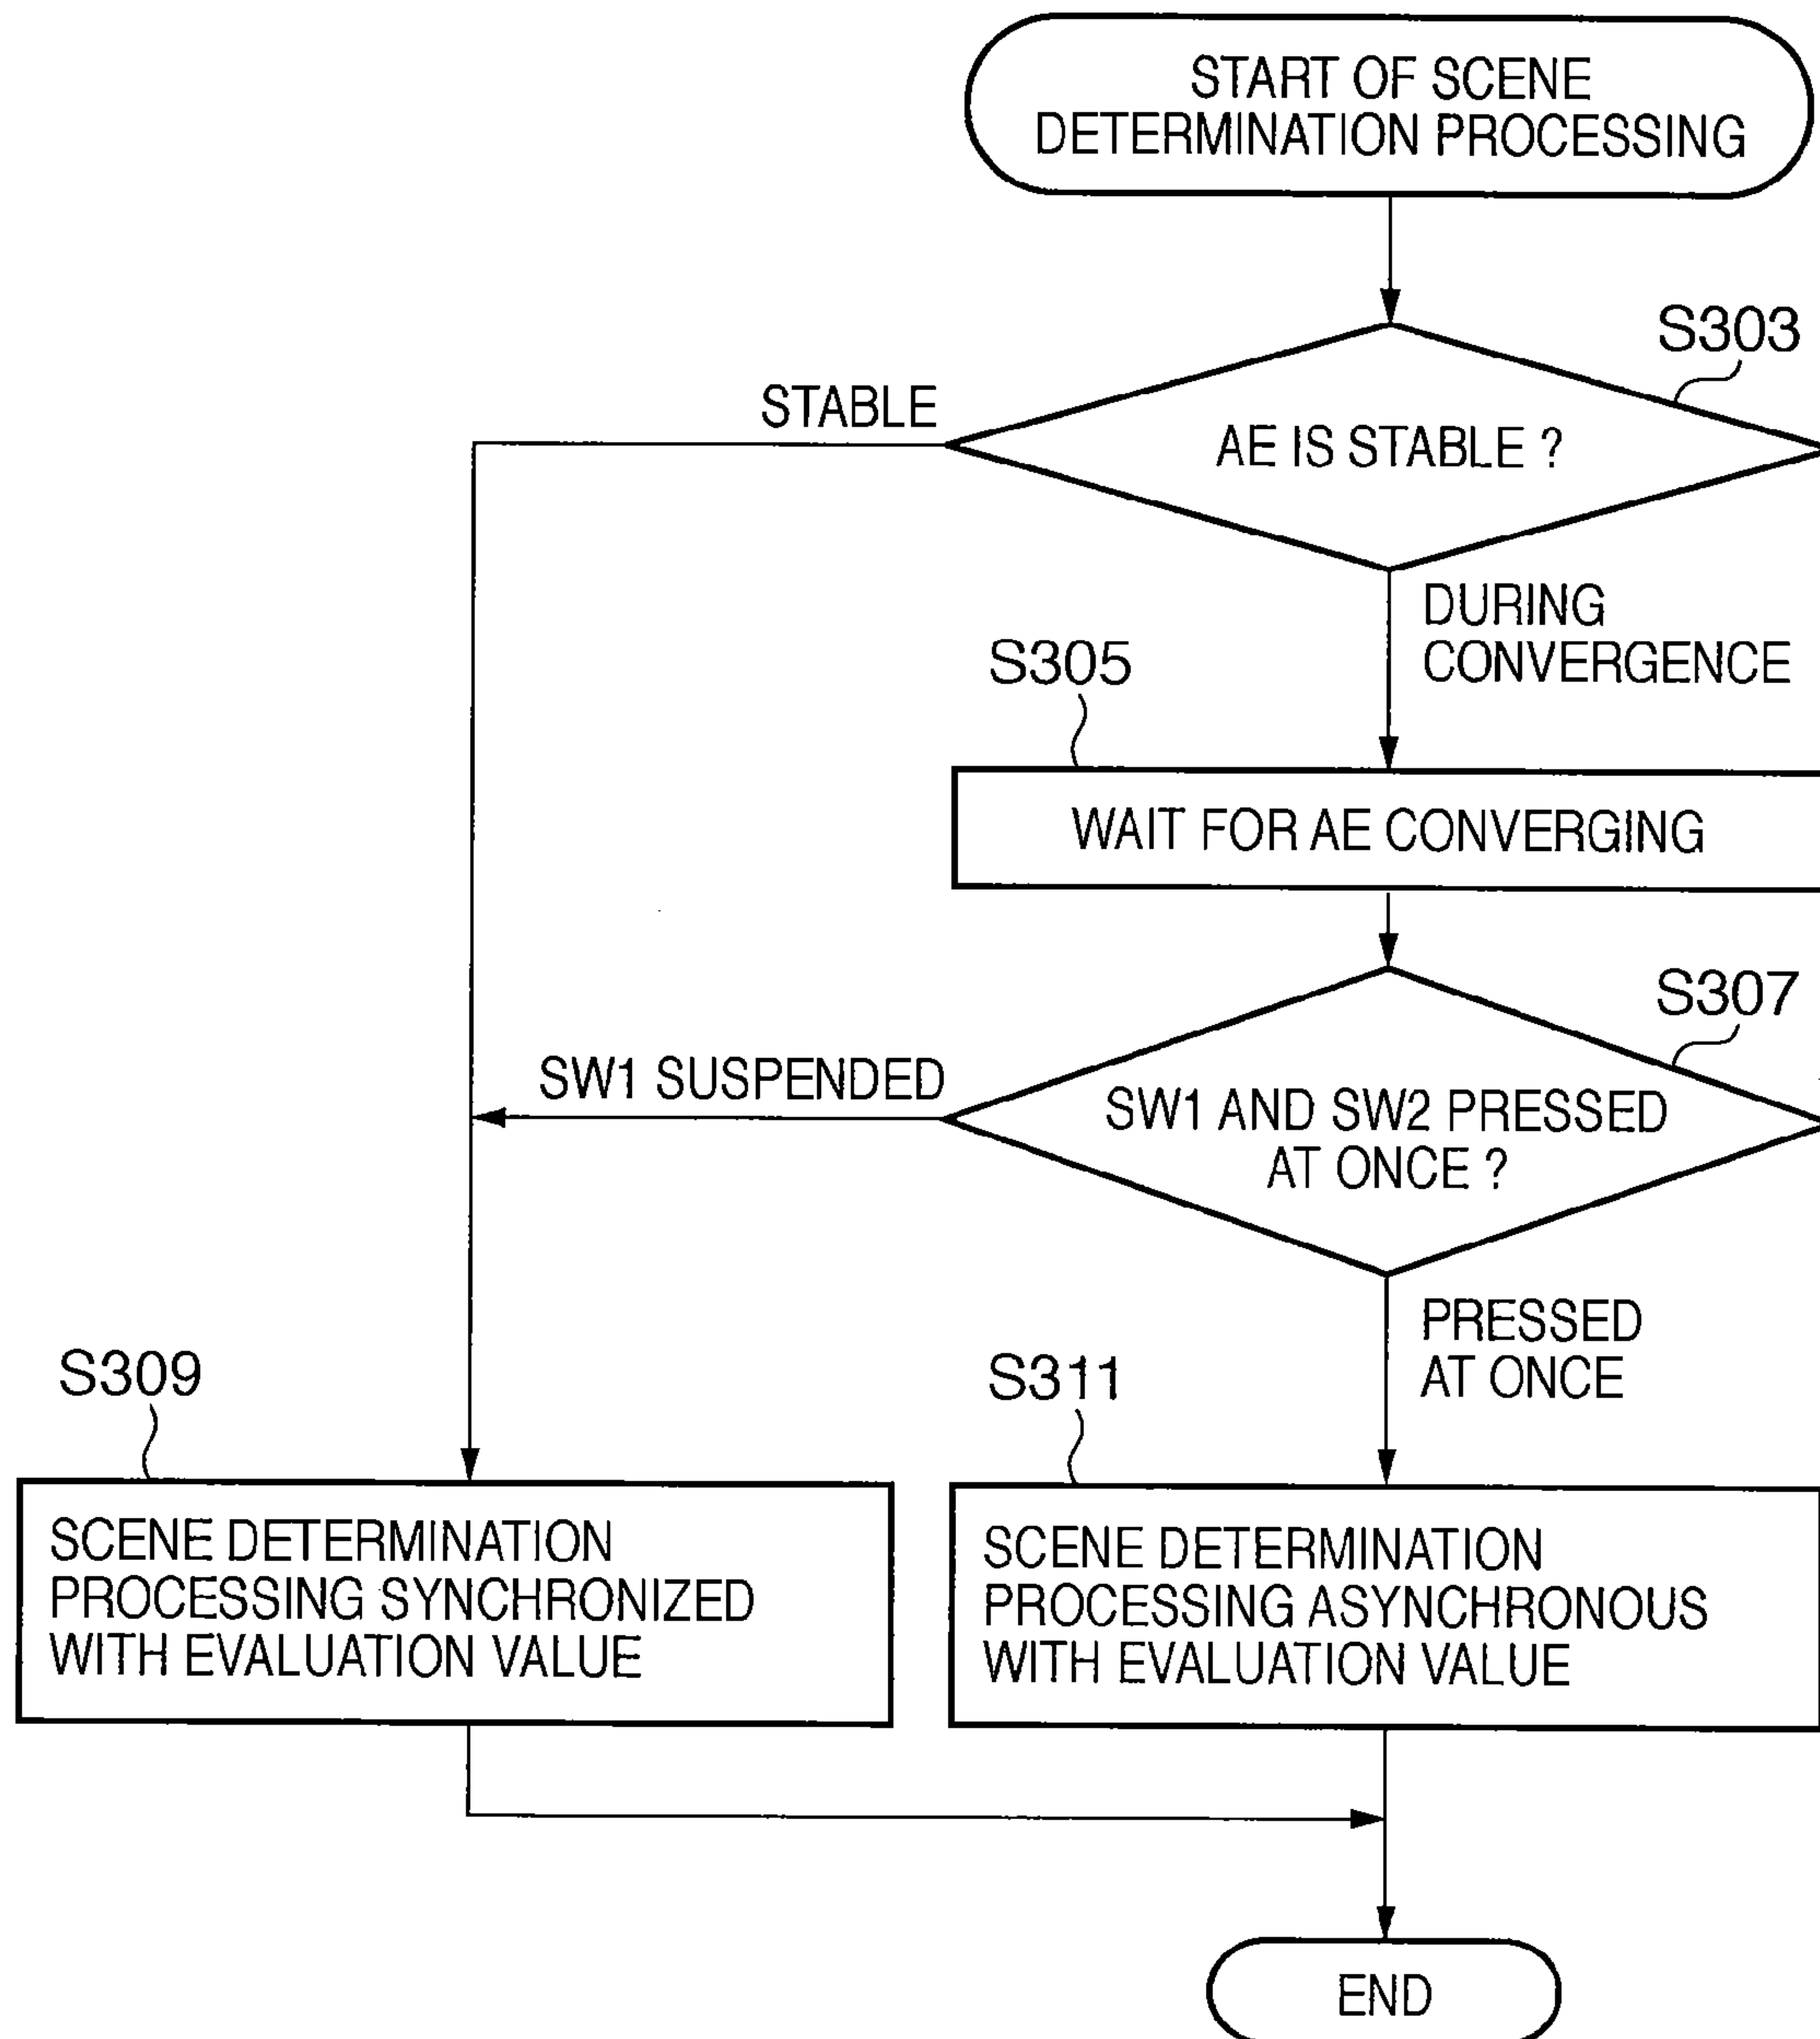 START OF SCENE
DETERMINATION PROCESSING
S303
STABLE
AE IS STABLE ?
DURING
CONVERGENCE
S305
WAIT FOR AE CONVERGING
S307
SW1 SUSPENDED
SW1 AND SW2 PRESSED
AT ONCE ?
PRESSED
AT ONCE
S309
S311
SCENE DETERMINATION
PROCESSING SYNCHRONIZED
WITH EVALUATION VALUE
SCENE DETERMINATION
PROCESSING ASYNCHRONOUS
WITH EVALUATION VALUE
END